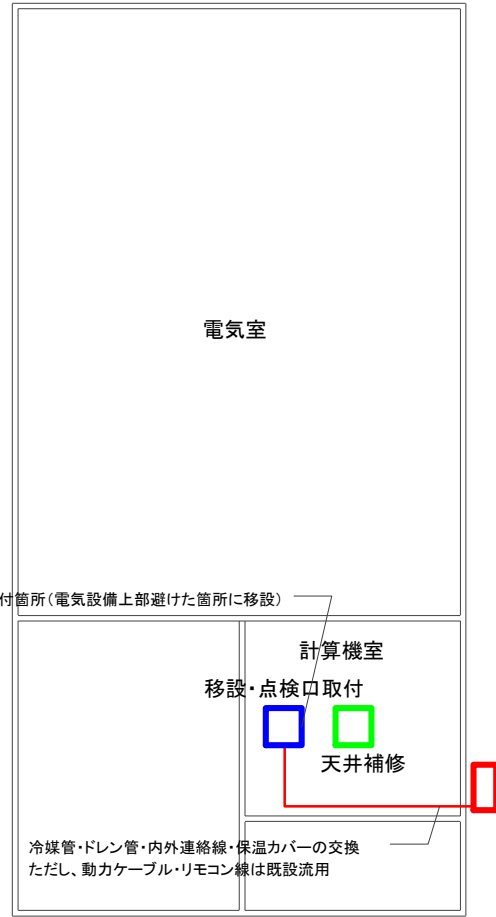 電気室
付箇所(電気設備上部避けた箇所に移設)
計算機室
移設・点検口取付
天井補修
冷媒管・ドレン管・内外連絡線・保温カバーの交換
ただし、動力ケーブル・リモコン線は既設流用